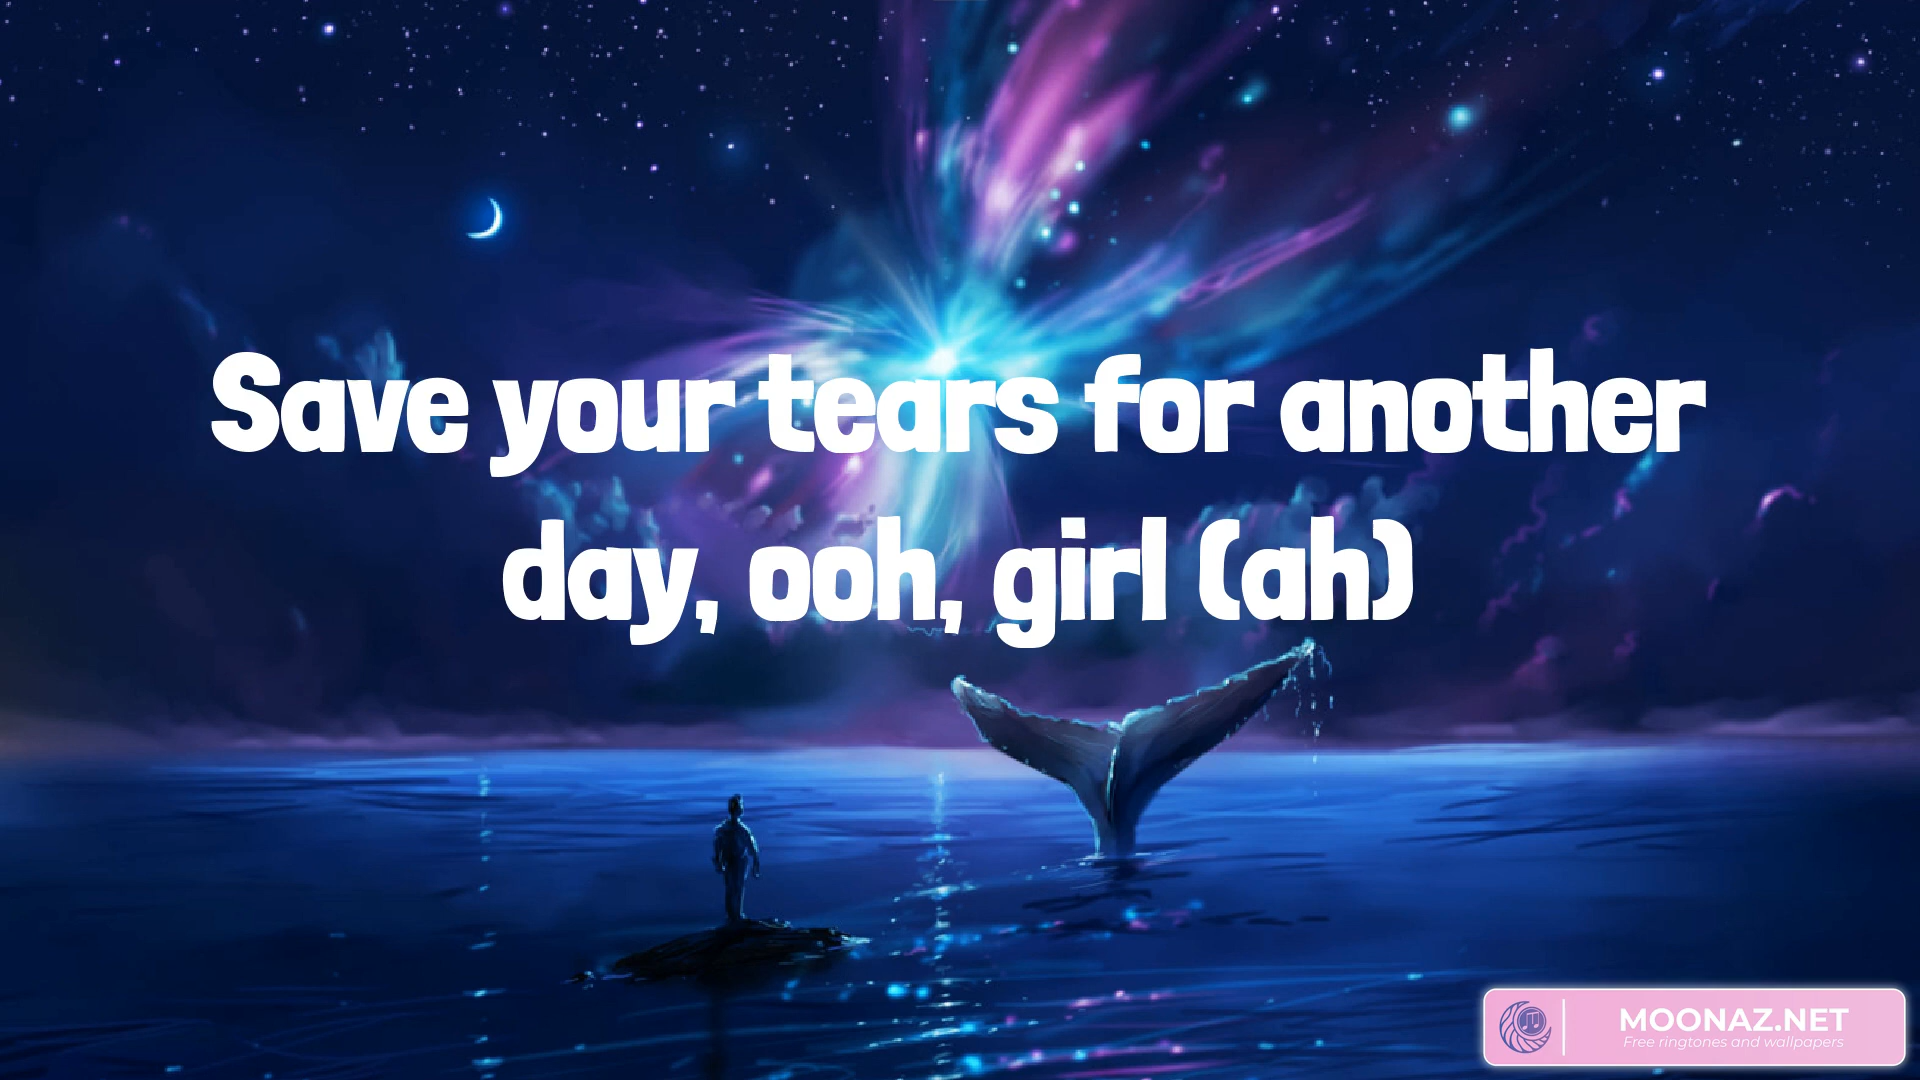 Save your tears for another
day, ooh, girl (ah)
MOONAZ.NET
Free ringtones and wallpapers